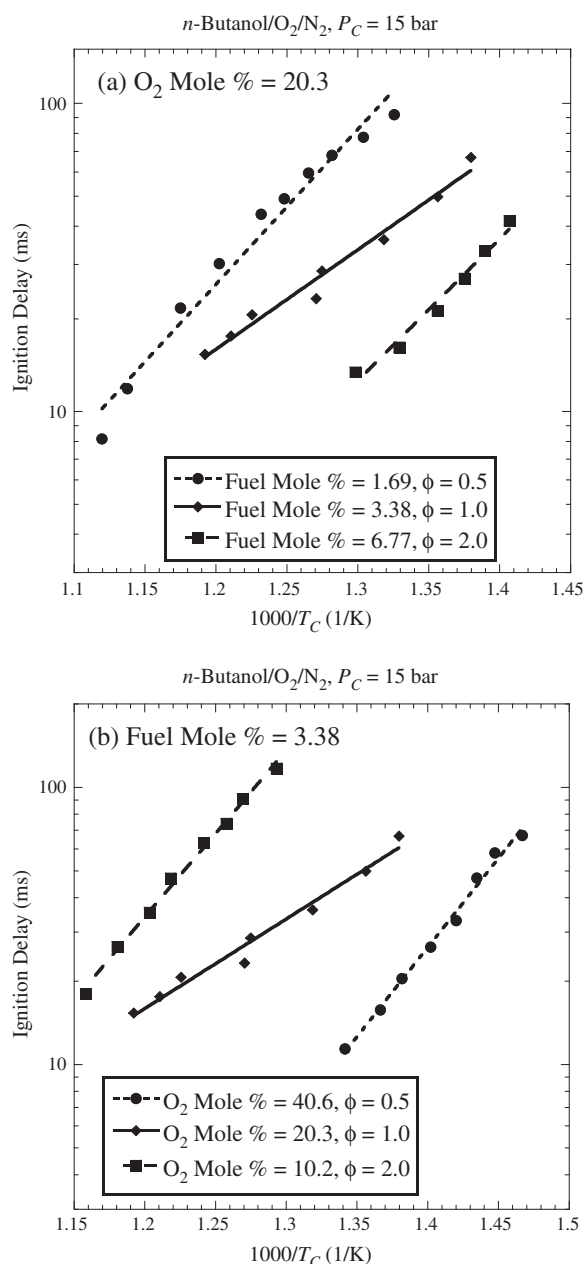 n-Butanol/O₂/N₂, P_C = 15 bar
(a) O₂ Mole % = 20.3
100
10
Ignition Delay (ms)
Fuel Mole % = 1.69, ϕ = 0.5
Fuel Mole % = 3.38, ϕ = 1.0
Fuel Mole % = 6.77, ϕ = 2.0
1.1 1.15 1.2 1.25 1.3 1.35 1.4 1.45
1000/T_C (1/K)
n-Butanol/O₂/N₂, P_C = 15 bar
(b) Fuel Mole % = 3.38
100
10
Ignition Delay (ms)
O₂ Mole % = 40.6, ϕ = 0.5
O₂ Mole % = 20.3, ϕ = 1.0
O₂ Mole % = 10.2, ϕ = 2.0
1.15 1.2 1.25 1.3 1.35 1.4 1.45 1.5
1000/T_C (1/K)